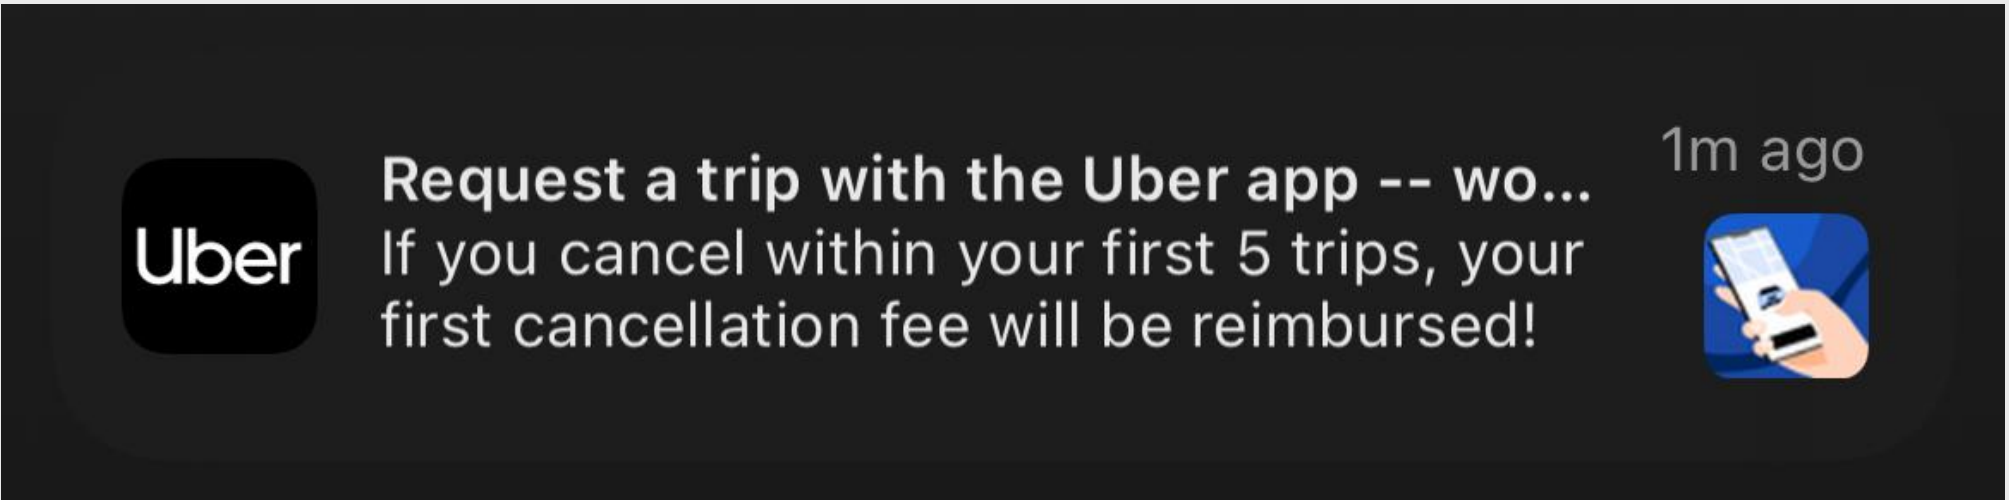 Uber
Request a trip with the Uber app -- wo...
1m ago
If you cancel within your first 5 trips, your
first cancellation fee will be reimbursed!